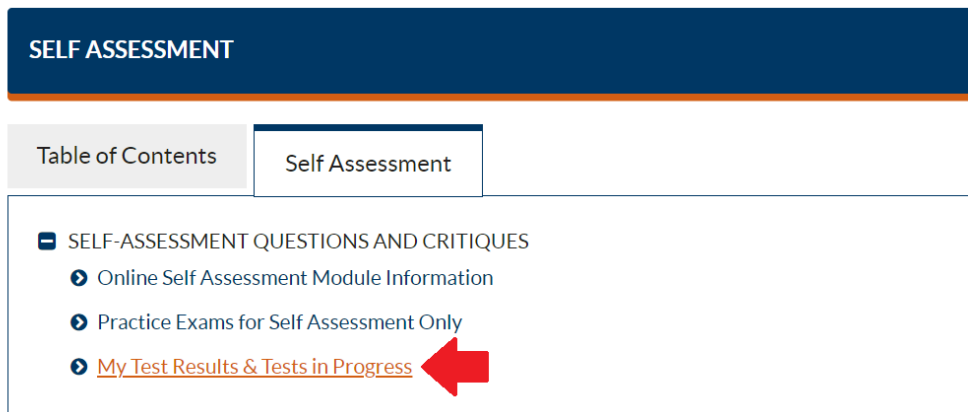 SELF ASSESSMENT
Table of Contents
Self Assessment
SELF-ASSESSMENT QUESTIONS AND CRITIQUES
Online Self Assessment Module Information
Practice Exams for Self Assessment Only
My Test Results & Tests in Progress